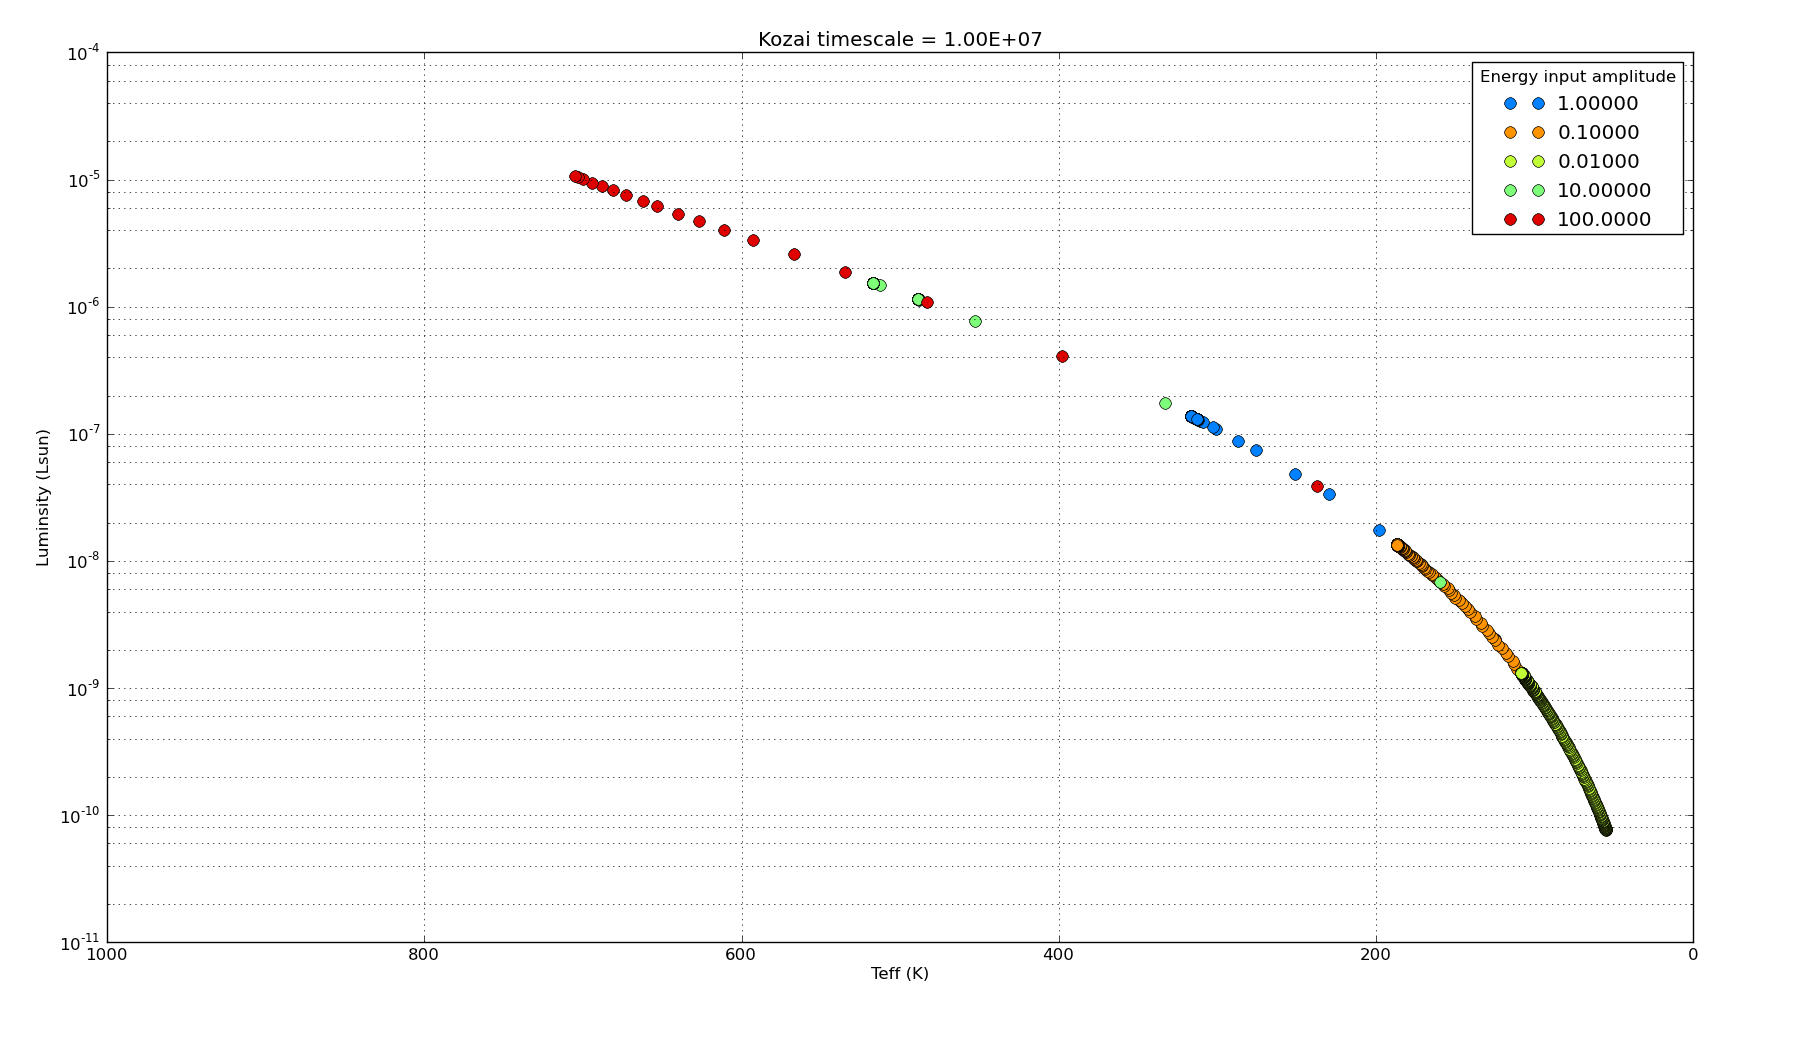 Kozai timescale = 1.00E+07
Energy input amplitude
1.00000
0.10000
0.01000
10.00000
100.0000
10^-4
10^-5
10^-6
10^-7
10^-8
10^-9
10^-10
10^-11
Luminsity (Lsun)
1000 800 600 400 200 0
Teff (K)